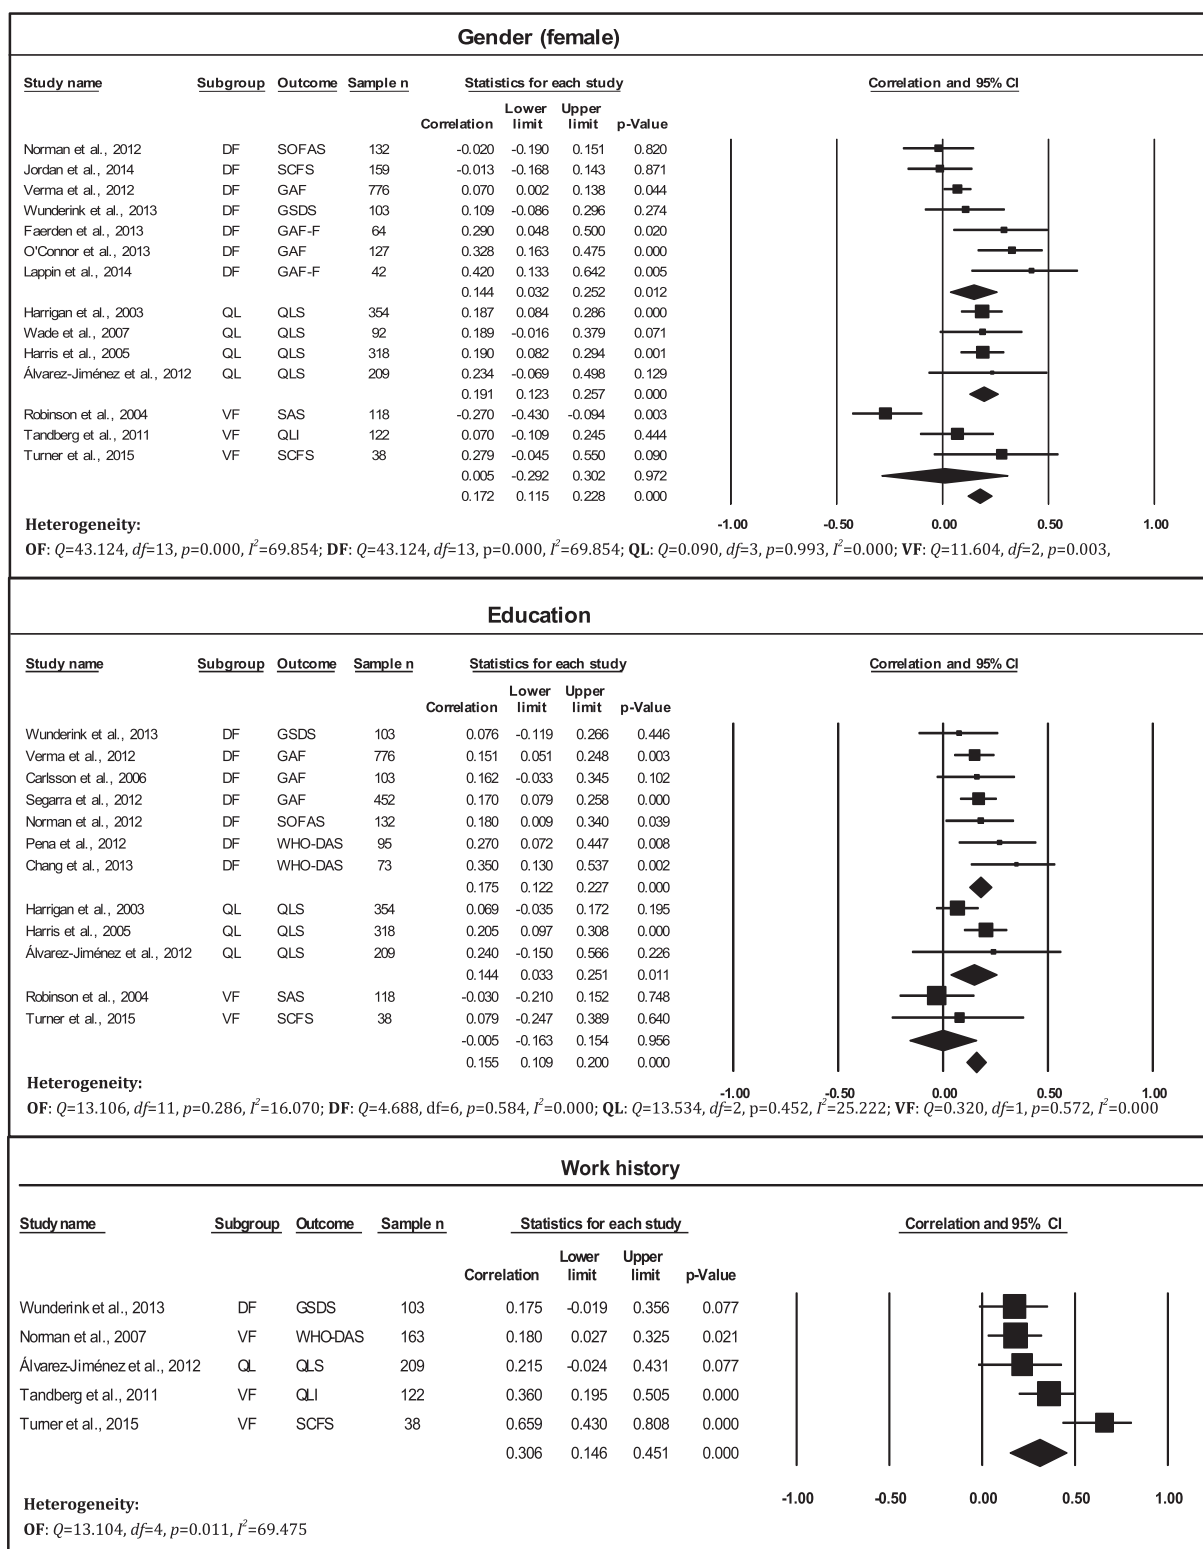 Gender (female)
Study name Subgroup Outcome Sample n Statistics for each study Correlation and 95% CI
Lower Upper
Correlation limit limit p-Value
Norman et al., 2012 DF SOFAS 132 -0.020 -0.190 0.151 0.820
Jordan et al., 2014 DF SCFS 159 -0.013 -0.168 0.143 0.871
Verma et al., 2012 DF GAF 776 0.070 0.002 0.138 0.044
Wunderink et al., 2013 DF GSDS 103 0.109 -0.086 0.296 0.274
Faerden et al., 2013 DF GAF-F 64 0.290 0.048 0.500 0.020
O'Connor et al., 2013 DF GAF 127 0.328 0.163 0.475 0.000
Lappin et al., 2014 DF GAF-F 42 0.420 0.133 0.642 0.005
0.144 0.032 0.252 0.012
Harrigan et al., 2003 QL QLS 354 0.187 0.084 0.286 0.000
Wade et al., 2007 QL QLS 92 0.189 -0.016 0.379 0.071
Harris et al., 2005 QL QLS 318 0.190 0.082 0.294 0.001
Álvarez-Jiménez et al., 2012 QL QLS 209 0.234 -0.069 0.498 0.129
0.191 0.123 0.257 0.000
Robinson et al., 2004 VF SAS 118 -0.270 -0.430 -0.094 0.003
Tandberg et al., 2011 VF QLI 122 0.070 -0.109 0.245 0.444
Turner et al., 2015 VF SCFS 38 0.279 -0.045 0.550 0.090
0.005 -0.292 0.302 0.972
0.172 0.115 0.228 0.000
Heterogeneity: -1.00 -0.50 0.00 0.50 1.00
OF: Q=43.124, df=13, p=0.000, I²=69.854; DF: Q=43.124, df=13, p=0.000, I²=69.854; QL: Q=0.090, df=3, p=0.993, I²=0.000; VF: Q=11.604, df=2, p=0.003,
Education
Study name Subgroup Outcome Sample n Statistics for each study Correlation and 95% CI
Lower Upper
Correlation limit limit p-Value
Wunderink et al., 2013 DF GSDS 103 0.076 -0.119 0.266 0.446
Verma et al., 2012 DF GAF 776 0.151 0.051 0.248 0.003
Carlsson et al., 2006 DF GAF 103 0.162 -0.033 0.345 0.102
Segarra et al., 2012 DF GAF 452 0.170 0.079 0.258 0.000
Norman et al., 2012 DF SOFAS 132 0.180 0.009 0.340 0.039
Pena et al., 2012 DF WHO-DAS 95 0.270 0.072 0.447 0.008
Chang et al., 2013 DF WHO-DAS 73 0.350 0.130 0.537 0.002
0.175 0.122 0.227 0.000
Harrigan et al., 2003 QL QLS 354 0.069 -0.035 0.172 0.195
Harris et al., 2005 QL QLS 318 0.205 0.097 0.308 0.000
Álvarez-Jiménez et al., 2012 QL QLS 209 0.240 -0.150 0.566 0.226
0.144 0.033 0.251 0.011
Robinson et al., 2004 VF SAS 118 -0.030 -0.210 0.152 0.748
Turner et al., 2015 VF SCFS 38 0.079 -0.247 0.389 0.640
-0.005 -0.163 0.154 0.956
0.155 0.109 0.200 0.000
Heterogeneity:
-1.00 -0.50 0.00 0.50 1.00
OF: Q=13.106, df=11, p=0.286, I²=16.070; DF: Q=4.688, df=6, p=0.584, I²=0.000; QL: Q=13.534, df=2, p=0.452, I²=25.222; VF: Q=0.320, df=1, p=0.572, I²=0.000
Work history
Study name Subgroup Outcome Sample n Statistics for each study Correlation and 95% CI
Lower Upper
Correlation limit limit p-Value
Wunderink et al., 2013 DF GSDS 103 0.175 -0.019 0.356 0.077
Norman et al., 2007 VF WHO-DAS 163 0.180 0.027 0.325 0.021
Álvarez-Jiménez et al., 2012 QL QLS 209 0.215 -0.024 0.431 0.077
Tandberg et al., 2011 VF QLI 122 0.360 0.195 0.505 0.000
Turner et al., 2015 VF SCFS 38 0.659 0.430 0.808 0.000
0.306 0.146 0.451 0.000
-1.00 -0.50 0.00 0.50 1.00
Heterogeneity:
OF: Q=13.104, df=4, p=0.011, I²=69.475